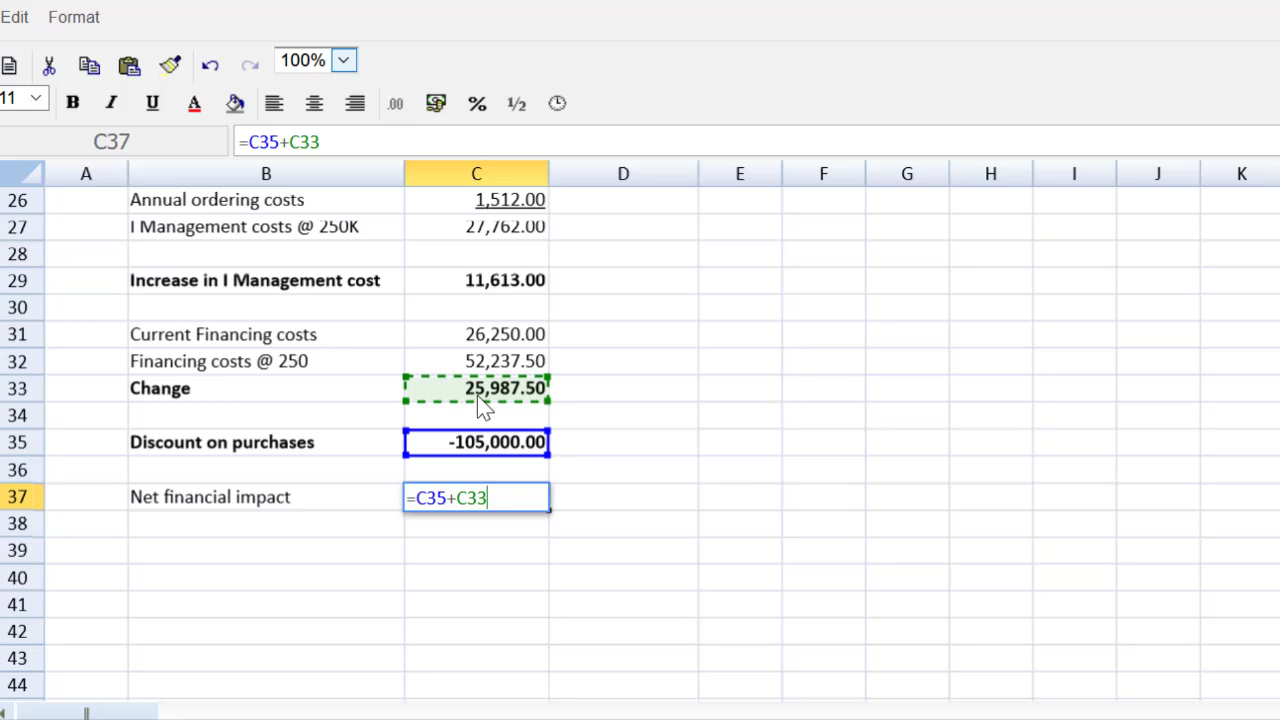 Edit Format
100%
11 B I U A .00 % 1/2
C37 =C35+C33
A B C D E F G H I J K
26 Annual ordering costs 1,512.00
27 I Management costs @ 250K 27,762.00
28
29 Increase in I Management cost 11,613.00
30
31 Current Financing costs 26,250.00
32 Financing costs @ 250 52,237.50
33 Change 25,987.50
34
35 Discount on purchases -105,000.00
36
37 Net financial impact =C35+C33
38
39
40
41
42
43
44